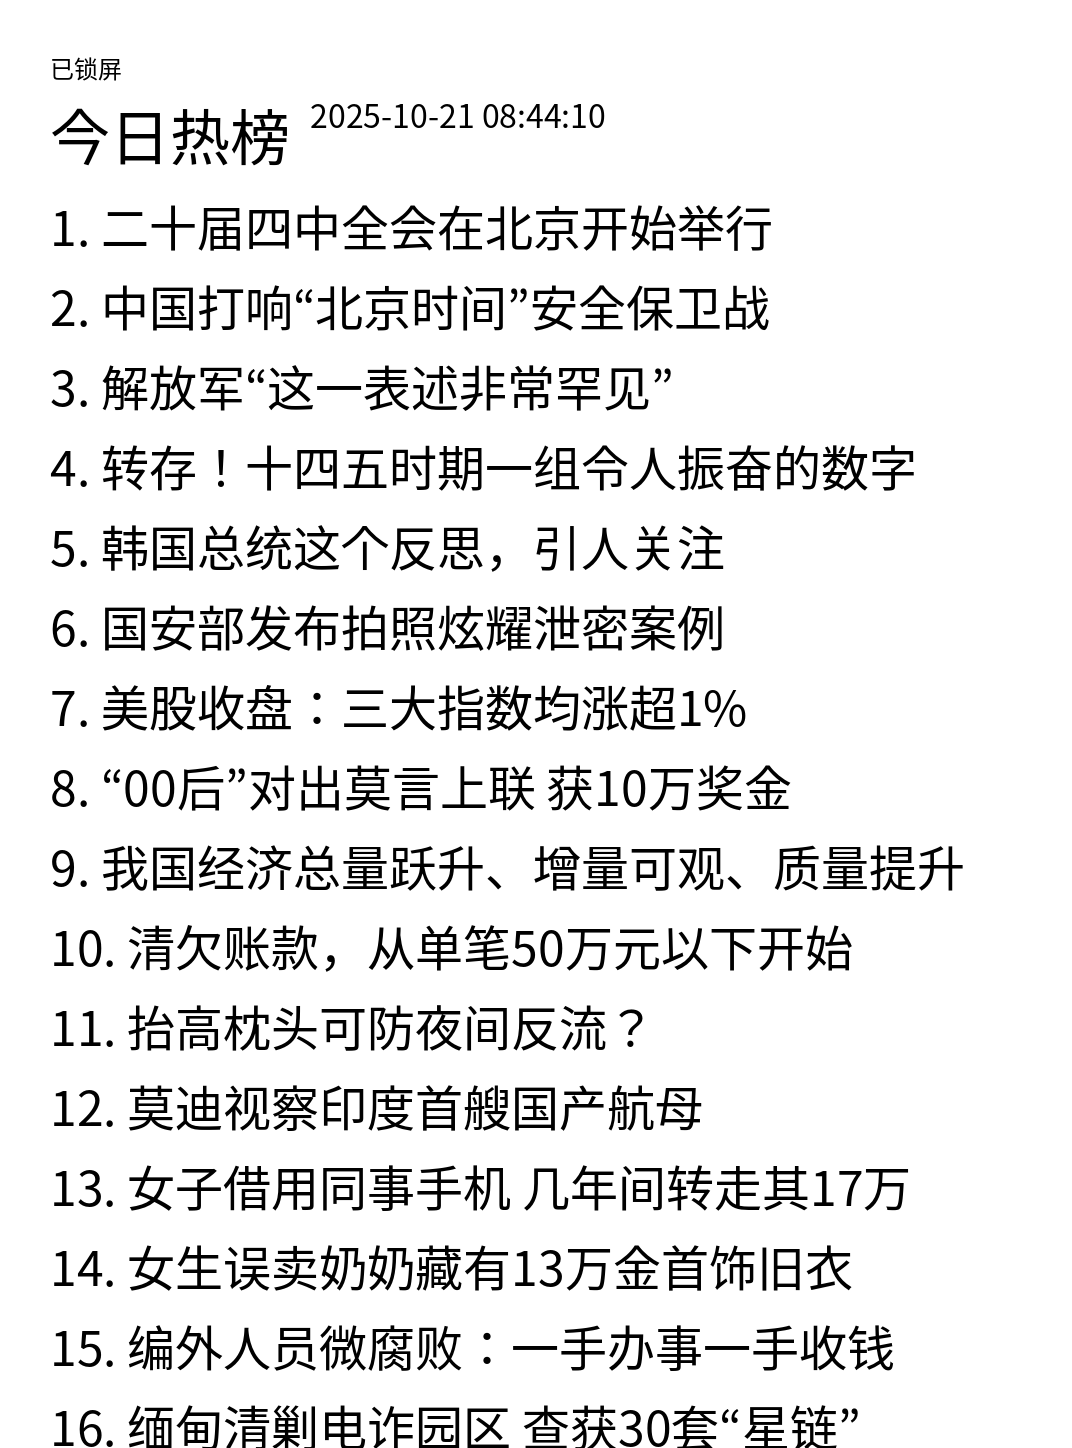 已锁屏
今日热榜 2025-10-21 08:44:10
1. 二十届四中全会在北京开始举行
2. 中国打响“北京时间”安全保卫战
3. 解放军“这一表述非常罕见”
4. 转存！十四五时期一组令人振奋的数字
5. 韩国总统这个反思，引人关注
6. 国安部发布拍照炫耀泄密案例
7. 美股收盘：三大指数均涨超1%
8. “00后”对出莫言上联 获10万奖金
9. 我国经济总量跃升、增量可观、质量提升
10. 清欠账款，从单笔50万元以下开始
11. 抬高枕头可防夜间反流？
12. 莫迪视察印度首艘国产航母
13. 女子借用同事手机 几年间转走其17万
14. 女生误卖奶奶藏有13万金首饰旧衣
15. 编外人员微腐败：一手办事一手收钱
16. 缅甸清剿电诈园区 查获30套“星链”